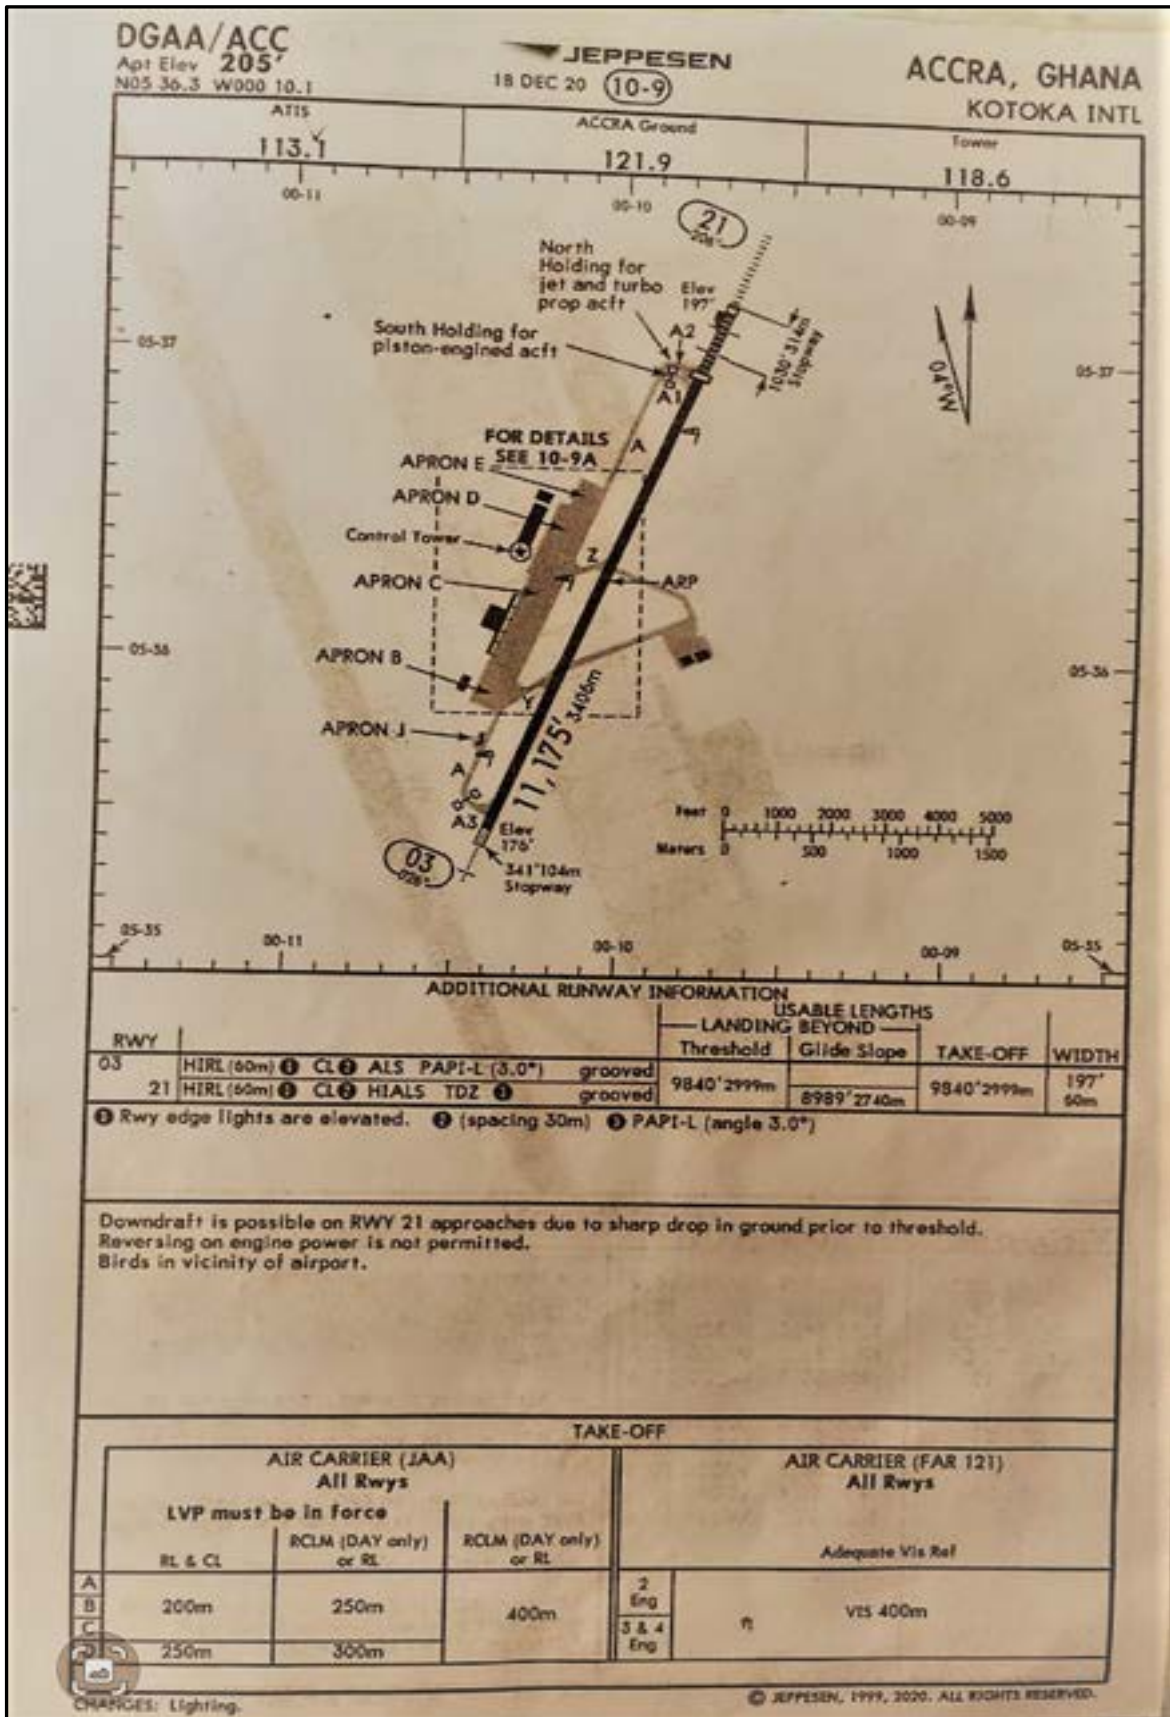 DGAA/ACC
Apt Elev 205'
N05 36.3 W000 10.1
JEPPESEN
18 DEC 20 10-9
ACCRA, GHANA
KOTOKA INTL
ATIS
113.1
ACCRA Ground
121.9
Tower
118.6
00-11
00-10
00-09
21
206°
North
Holding for
jet and turbo
prop acft
Elev
197'
A2
South Holding for
piston-engined acft
A1
1030' 314m
Stopway
05-37
05-37
04°W
FOR DETAILS
SEE 10-9A
A
APRON E
APRON D
Control Tower
Z
APRON C
ARP
05-36
05-36
APRON B
Y
11,175' 3406m
APRON J
J
A
A3
Elev
176'
03
026°
341' 104m
Stopway
Feet 0 1000 2000 3000 4000 5000
Meters 0 500 1000 1500
05-35
00-11
00-10
00-09
05-35
ADDITIONAL RUNWAY INFORMATION
USABLE LENGTHS
LANDING BEYOND
RWY Threshold Glide Slope TAKE-OFF WIDTH
03 HIRL (60m) 1 CL 2 ALS PAPI-L (3.0°) grooved
21 HIRL (60m) 1 CL 2 HIALS TDZ 3 grooved
9840' 2999m 8989' 2740m 9840' 2999m 197'
60m
1 Rwy edge lights are elevated. 2 (spacing 30m) 3 PAPI-L (angle 3.0°)
Downdraft is possible on RWY 21 approaches due to sharp drop in ground prior to threshold.
Reversing on engine power is not permitted.
Birds in vicinity of airport.
TAKE-OFF
AIR CARRIER (JAA)
All Rwys
AIR CARRIER (FAR 121)
All Rwys
LVP must be in force
RL & CL
RCLM (DAY only)
or RL
RCLM (DAY only)
or RL
Adequate Vis Ref
A
B
C
D
200m 250m 400m
250m 300m
2
Eng
3 & 4
Eng
VIS 400m
CHANGES: Lighting.
© JEPPESEN, 1999, 2020. ALL RIGHTS RESERVED.